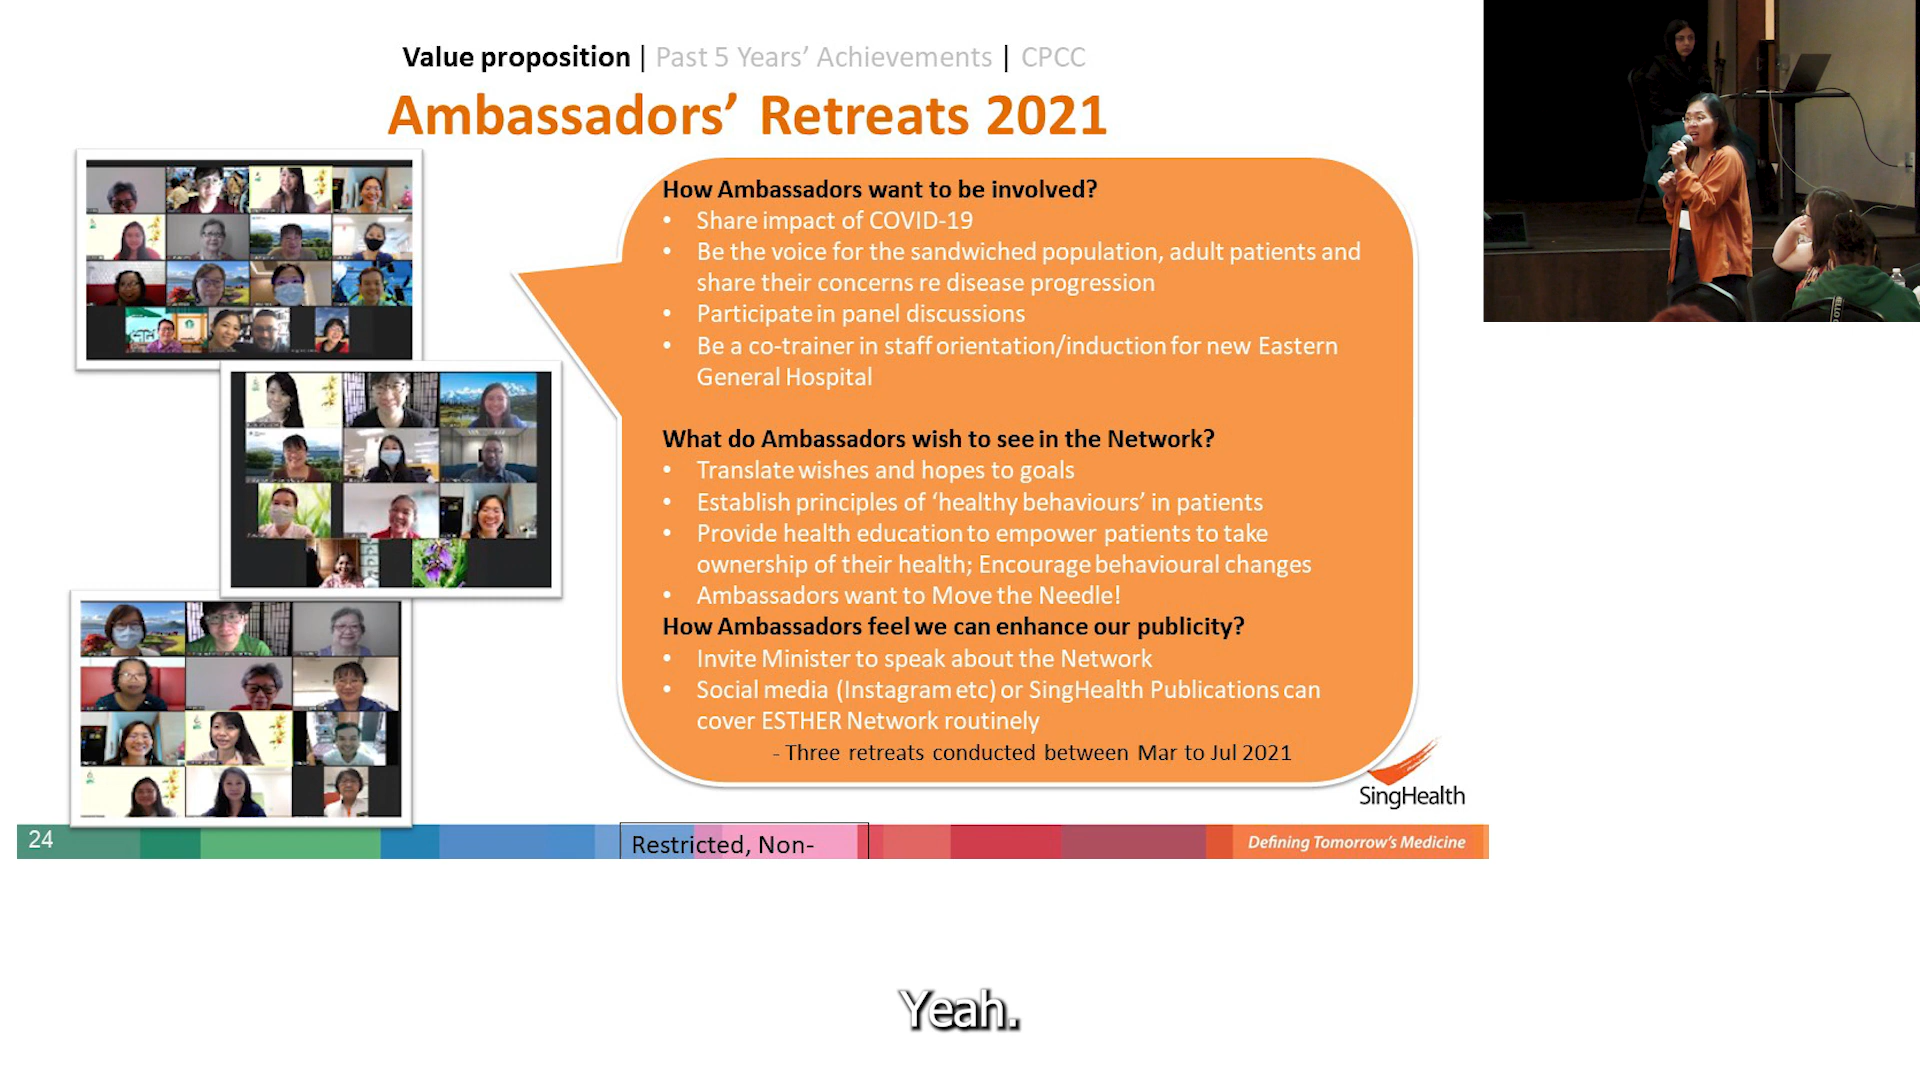 Value proposition | Past 5 Years’ Achievements | CPCC
Ambassadors’ Retreats 2021
How Ambassadors want to be involved?
• Share impact of COVID-19
• Be the voice for the sandwiched population, adult patients and
share their concerns re disease progression
• Participate in panel discussions
• Be a co-trainer in staff orientation/induction for new Eastern
General Hospital
What do Ambassadors wish to see in the Network?
• Translate wishes and hopes to goals
• Establish principles of ‘healthy behaviours’ in patients
• Provide health education to empower patients to take
ownership of their health; Encourage behavioural changes
• Ambassadors want to Move the Needle!
How Ambassadors feel we can enhance our publicity?
• Invite Minister to speak about the Network
• Social media (Instagram etc) or SingHealth Publications can
cover ESTHER Network routinely
- Three retreats conducted between Mar to Jul 2021
SingHealth
24
Restricted, Non-
Defining Tomorrow’s Medicine
Yeah.